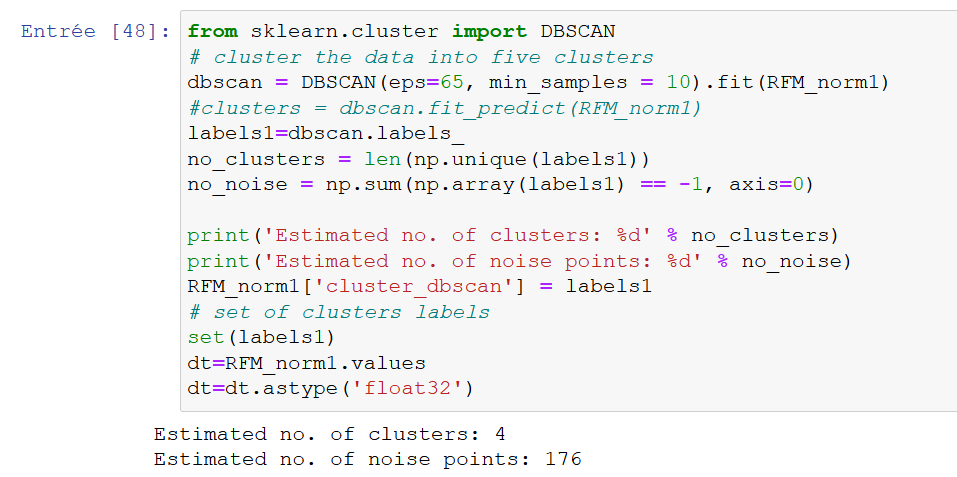 Entrée [48]: from sklearn.cluster import DBSCAN
# cluster the data into five clusters
dbscan = DBSCAN(eps=65, min_samples = 10).fit(RFM_norm1)
#clusters = dbscan.fit_predict(RFM_norm1)
labels1=dbscan.labels_
no_clusters = len(np.unique(labels1))
no_noise = np.sum(np.array(labels1) == -1, axis=0)
print('Estimated no. of clusters: %d' % no_clusters)
print('Estimated no. of noise points: %d' % no_noise)
RFM_norm1['cluster_dbscan'] = labels1
# set of clusters labels
set(labels1)
dt=RFM_norm1.values
dt=dt.astype('float32')
Estimated no. of clusters: 4
Estimated no. of noise points: 176